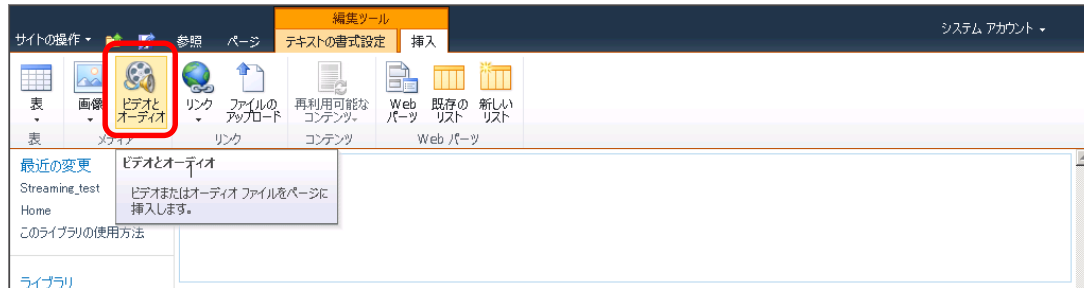 編集ツール
システム アカウント
サイトの操作 参照 ページ テキストの書式設定 挿入
表 画像 ビデオと リンク ファイルの 再利用可能な Web 既存の 新しい
オーディオ アップロード コンテンツ パーツ リスト リスト
表 メディア リンク コンテンツ Web パーツ
最近の変更
Streaming_test
Home
このライブラリの使用方法
ライブラリ
ビデオとオーディオ
ビデオまたはオーディオ ファイルをページに
挿入します。